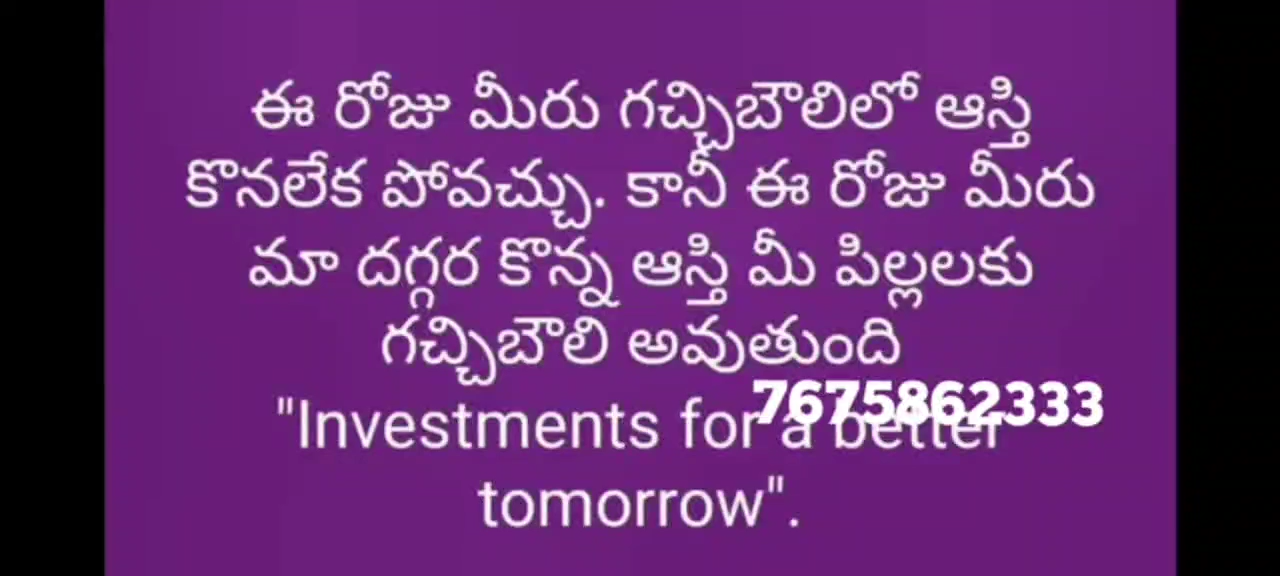 ఈ రోజు మీరు గచ్చిబౌలిలో ఆస్తి
కొనలేక పోవచ్చు. కానీ ఈ రోజు మీరు
మా దగ్గర కొన్న ఆస్తి మీ పిల్లలకు
గచ్చిబౌలి అవుతుంది
7675862333
"Investments for a better
tomorrow".